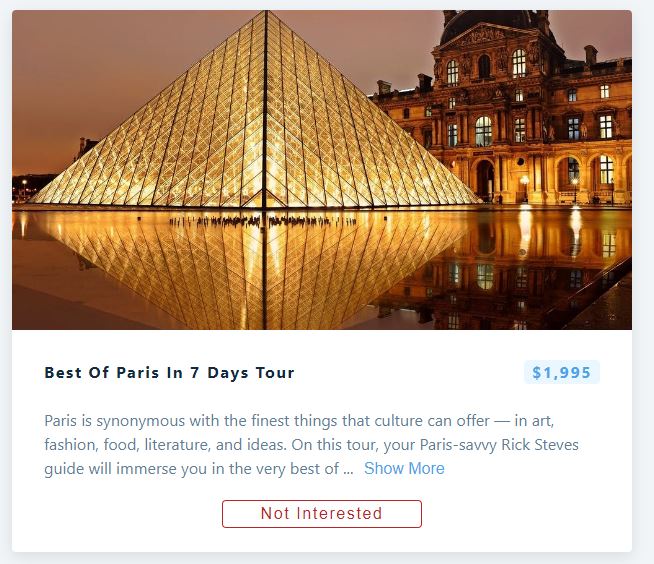 Best Of Paris In 7 Days Tour
$1,995
Paris is synonymous with the finest things that culture can offer — in art,
fashion, food, literature, and ideas. On this tour, your Paris-savvy Rick Steves
guide will immerse you in the very best of ... Show More
Not Interested